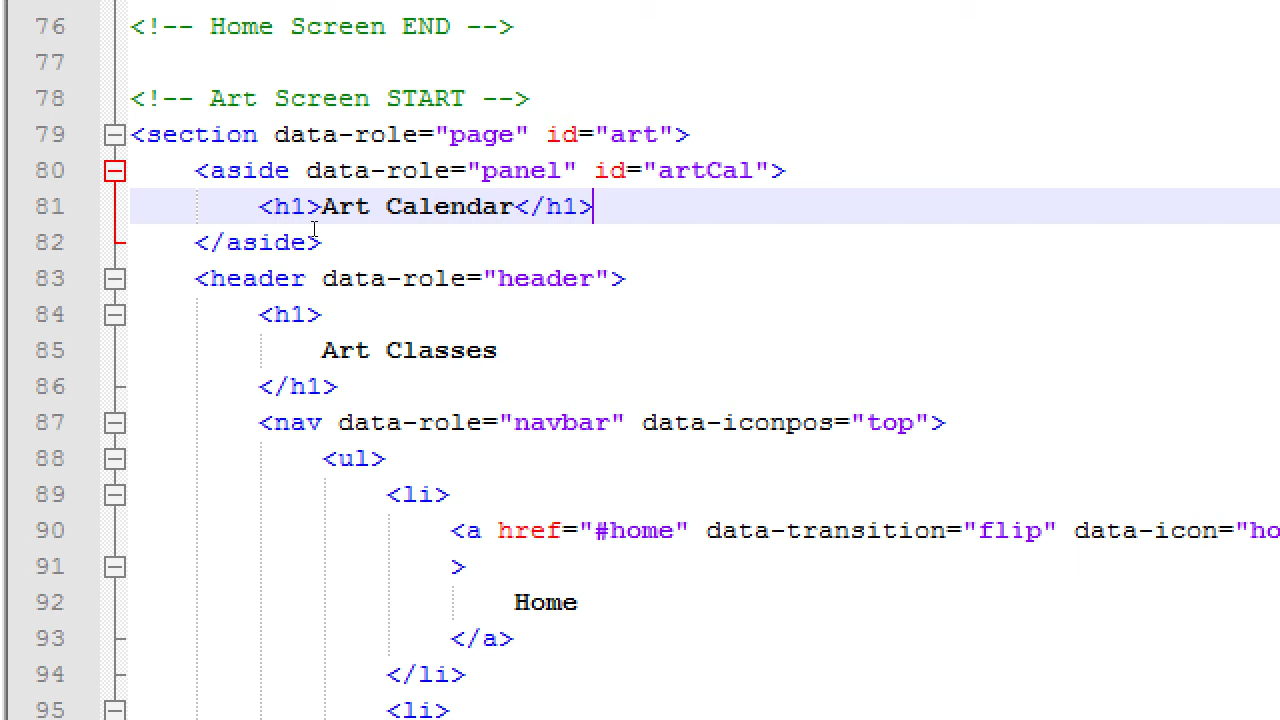 76 <!-- Home Screen END -->
77
78 <!-- Art Screen START -->
79 <section data-role="page" id="art">
80 <aside data-role="panel" id="artCal">
81 <h1>Art Calendar</h1>
82 </aside>
83 <header data-role="header">
84 <h1>
85 Art Classes
86 </h1>
87 <nav data-role="navbar" data-iconpos="top">
88 <ul>
89 <li>
90 <a href="#home" data-transition="flip" data-icon="ho
91 >
92 Home
93 </a>
94 </li>
95 <li>